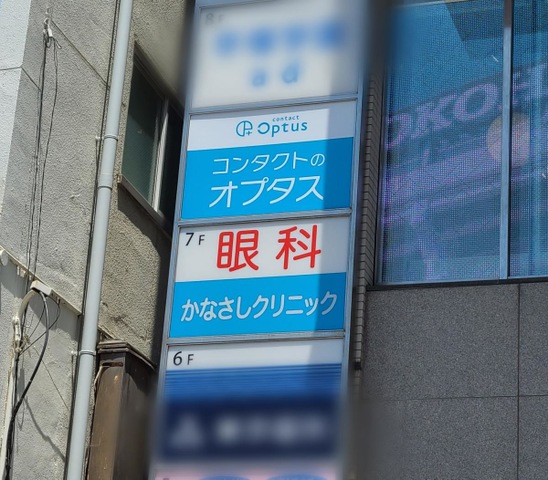 8F
contact
Optus
コンタクトの
オプタス
7F
眼科
かなさしクリニック
6F